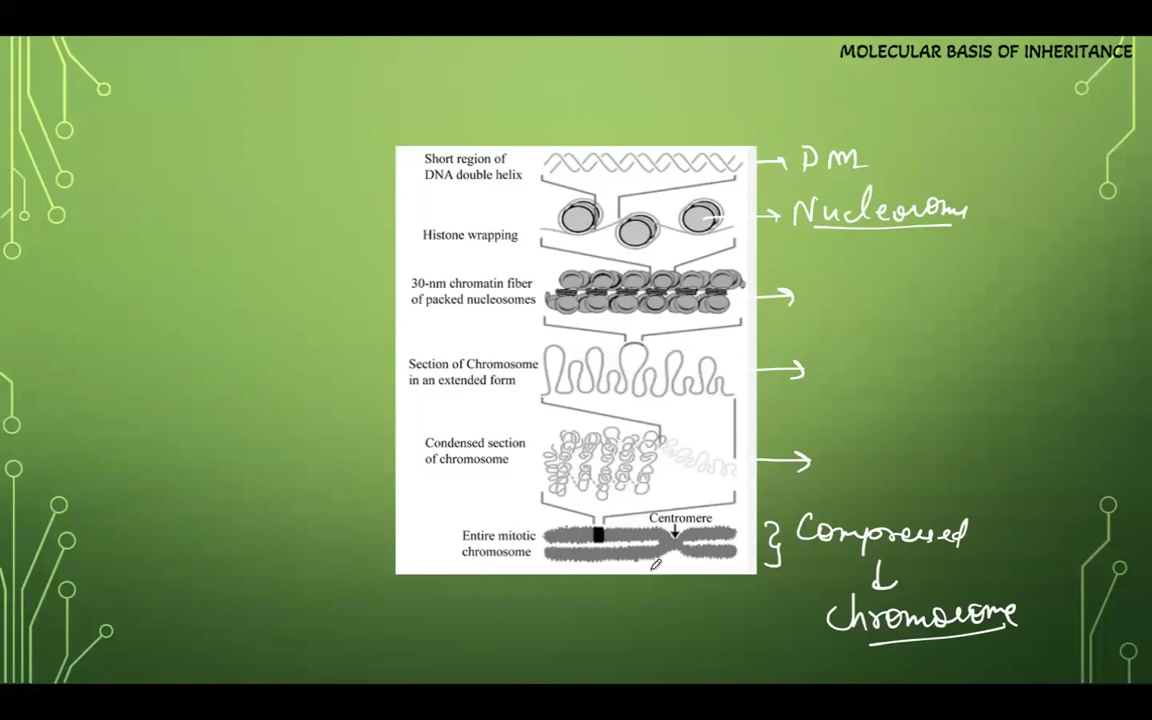 MOLECULAR BASIS OF INHERITANCE
Short region of
DNA double helix
Histone wrapping
Nucleosome
30-nm chromatin fiber
of packed nucleosomes
Section of Chromosome
in an extended form
Condensed section
of chromosome
Centromere
Entire mitotic
chromosome
Compressed
Chromosome